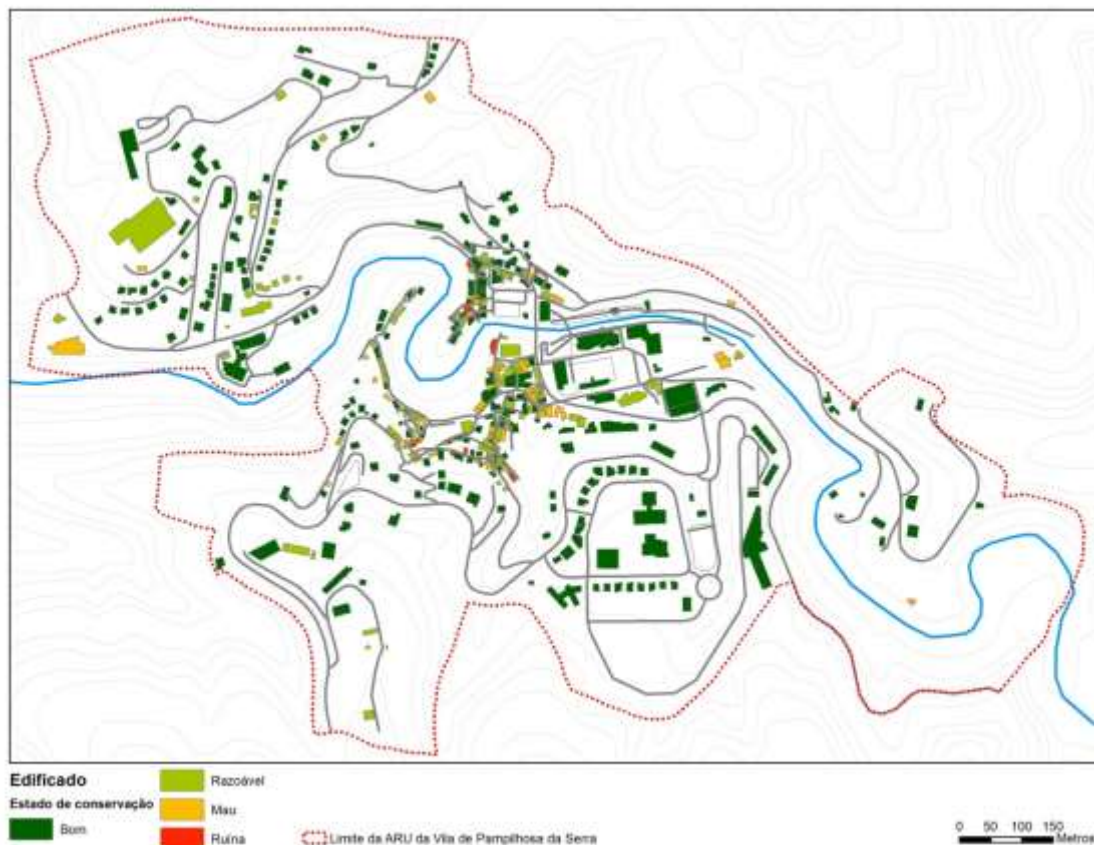 Edificado
Estado de conservação
Bom
Razoável
Mau
Ruína
Limite da ARU da Vila de Pampilhosa da Serra
0 50 100 150
Metros